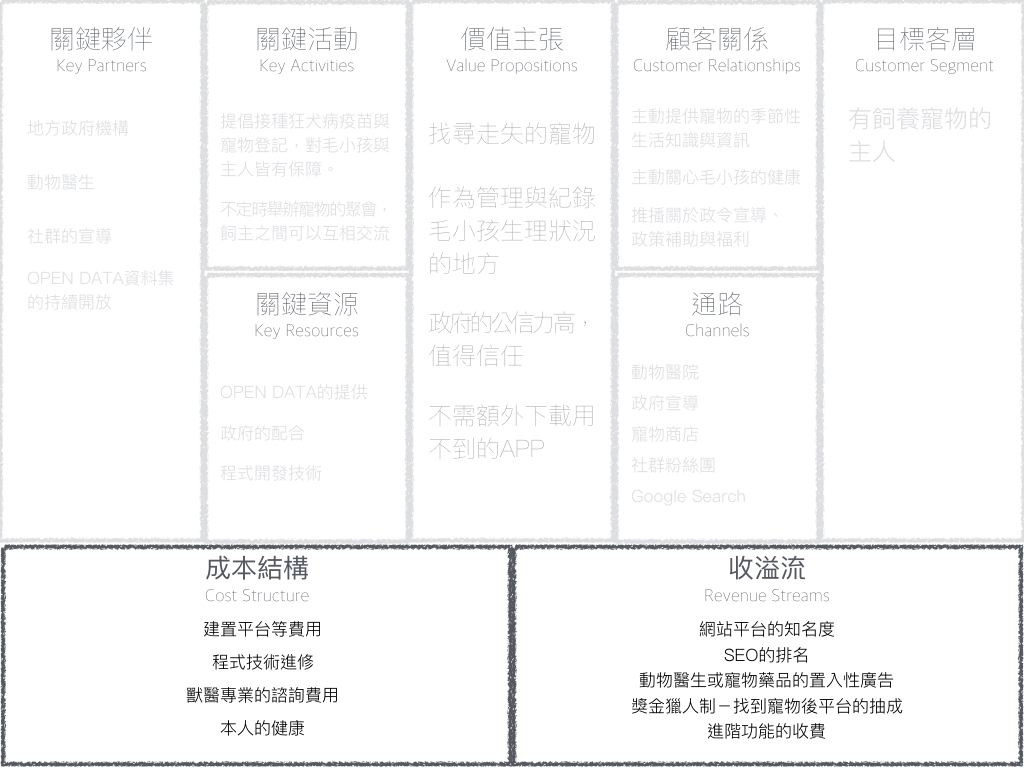 關鍵夥伴
Key Partners
地方政府機構
動物醫生
社群的宣導
OPEN DATA資料集
的持續開放
關鍵活動
Key Activities
提倡接種狂犬病疫苗與
寵物登記，對毛小孩與
主人皆有保障。
不定時舉辦寵物的聚會，
飼主之間可以互相交流
關鍵資源
Key Resources
OPEN DATA的提供
政府的配合
程式開發技術
價值主張
Value Propositions
找尋走失的寵物
作為管理與紀錄
毛小孩生理狀況
的地方
政府的公信力高，
值得信任
不需額外下載用
不到的APP
顧客關係
Customer Relationships
主動提供寵物的季節性
生活知識與資訊
主動關心毛小孩的健康
推播關於政令宣導、
政策補助與福利
通路
Channels
動物醫院
政府宣導
寵物商店
社群粉絲團
Google Search
目標客層
Customer Segment
有飼養寵物的
主人
成本結構
Cost Structure
建置平台等費用
程式技術進修
獸醫專業的諮詢費用
本人的健康
收溢流
Revenue Streams
網站平台的知名度
SEO的排名
動物醫生或寵物藥品的置入性廣告
獎金獵人制－找到寵物後平台的抽成
進階功能的收費